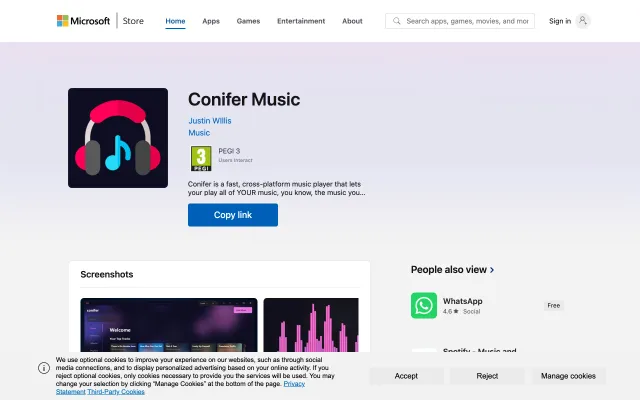 Microsoft Store Home Apps Games Entertainment About Search apps, games, movies, and mor Sign in
Conifer Music
Justin WIllis
Music
3
PEGI 3
Users Interact
Conifer is a fast, cross-platform music player that lets
your play all of YOUR music, you know, the music you...
Copy link
Screenshots
People also view
conifer
Welcome
WhatsApp
4.6 ★ Social
Free
Spotify - Music and
We use optional cookies to improve your experience on our websites, such as through social
media connections, and to display personalized advertising based on your online activity. If you
reject optional cookies, only cookies necessary to provide you the services will be used. You may
change your selection by clicking “Manage Cookies” at the bottom of the page. Privacy
Statement Third-Party Cookies
Accept Reject Manage cookies